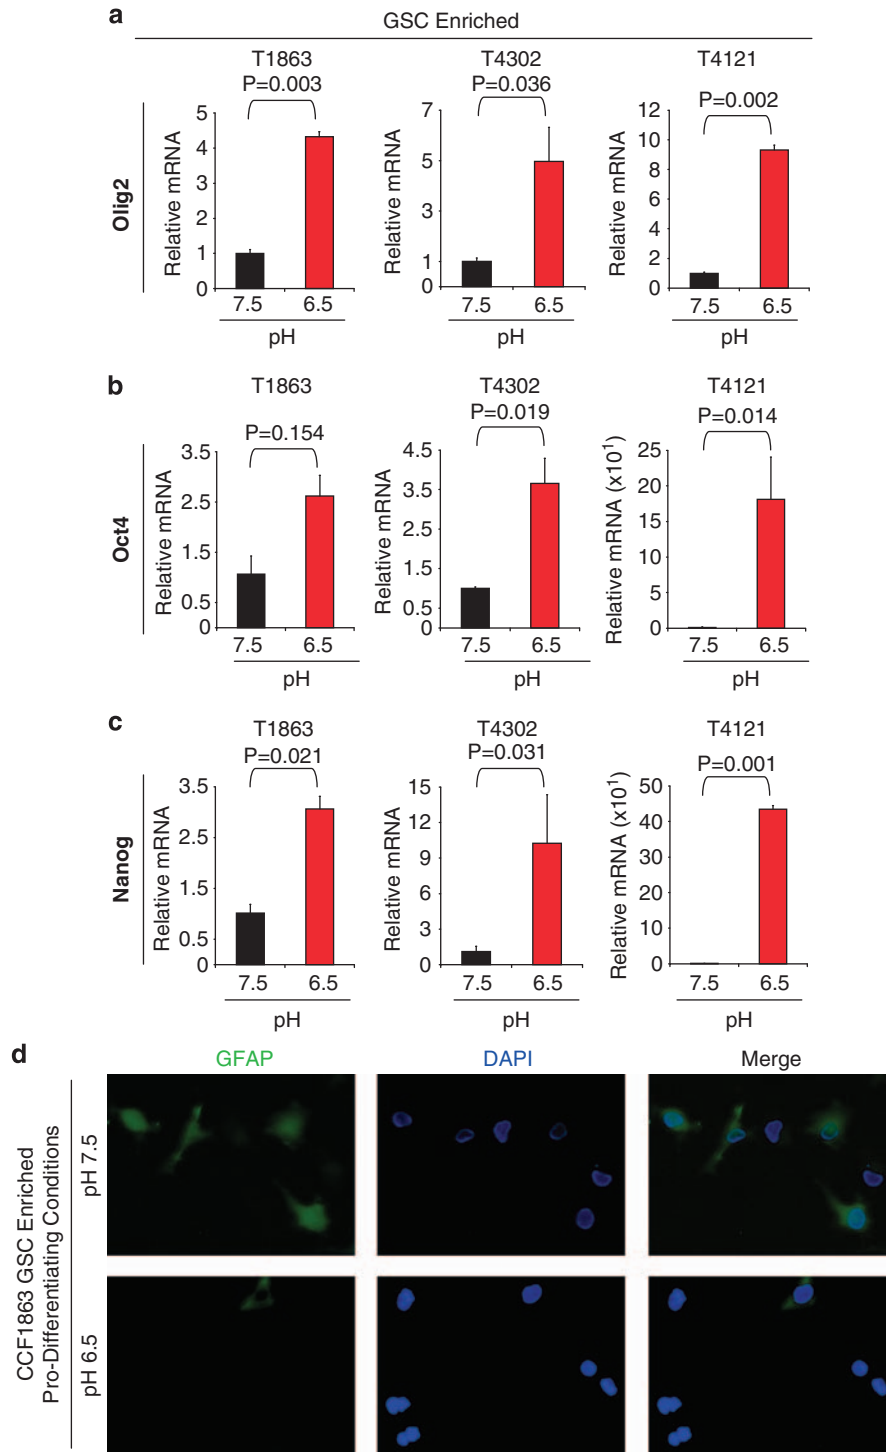 a
GSC Enriched
T1863 T4302 T4121
P=0.003 P=0.036 P=0.002
Olig2
Relative mRNA
5
4
3
2
1
0
7.5 6.5
pH
Relative mRNA
7
5
3
1
0
7.5 6.5
pH
Relative mRNA
12
10
8
6
4
2
0
7.5 6.5
pH
b
T1863 T4302 T4121
P=0.154 P=0.019 P=0.014
Oct4
Relative mRNA
3.5
2.5
1.5
0.5
0
7.5 6.5
pH
Relative mRNA
4.5
3.5
2.5
1.5
0.5
0
7.5 6.5
pH
Relative mRNA (x10¹)
25
20
15
10
5
0
7.5 6.5
pH
c
T1863 T4302 T4121
P=0.021 P=0.031 P=0.001
Nanog
Relative mRNA
3.5
2.5
1.5
0.5
0
7.5 6.5
pH
Relative mRNA
15
12
9
6
3
0
7.5 6.5
pH
Relative mRNA (x10¹)
50
40
30
20
10
0
7.5 6.5
pH
d
GFAP DAPI Merge
CCF1863 GSC Enriched
Pro-Differentiating Conditions
pH 7.5
pH 6.5